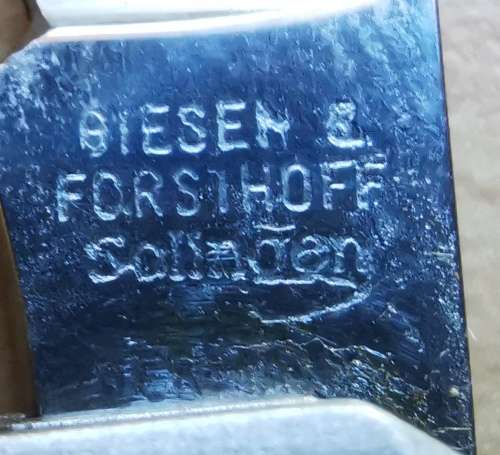 GIESEN &
FORSTHOFF
Solingen